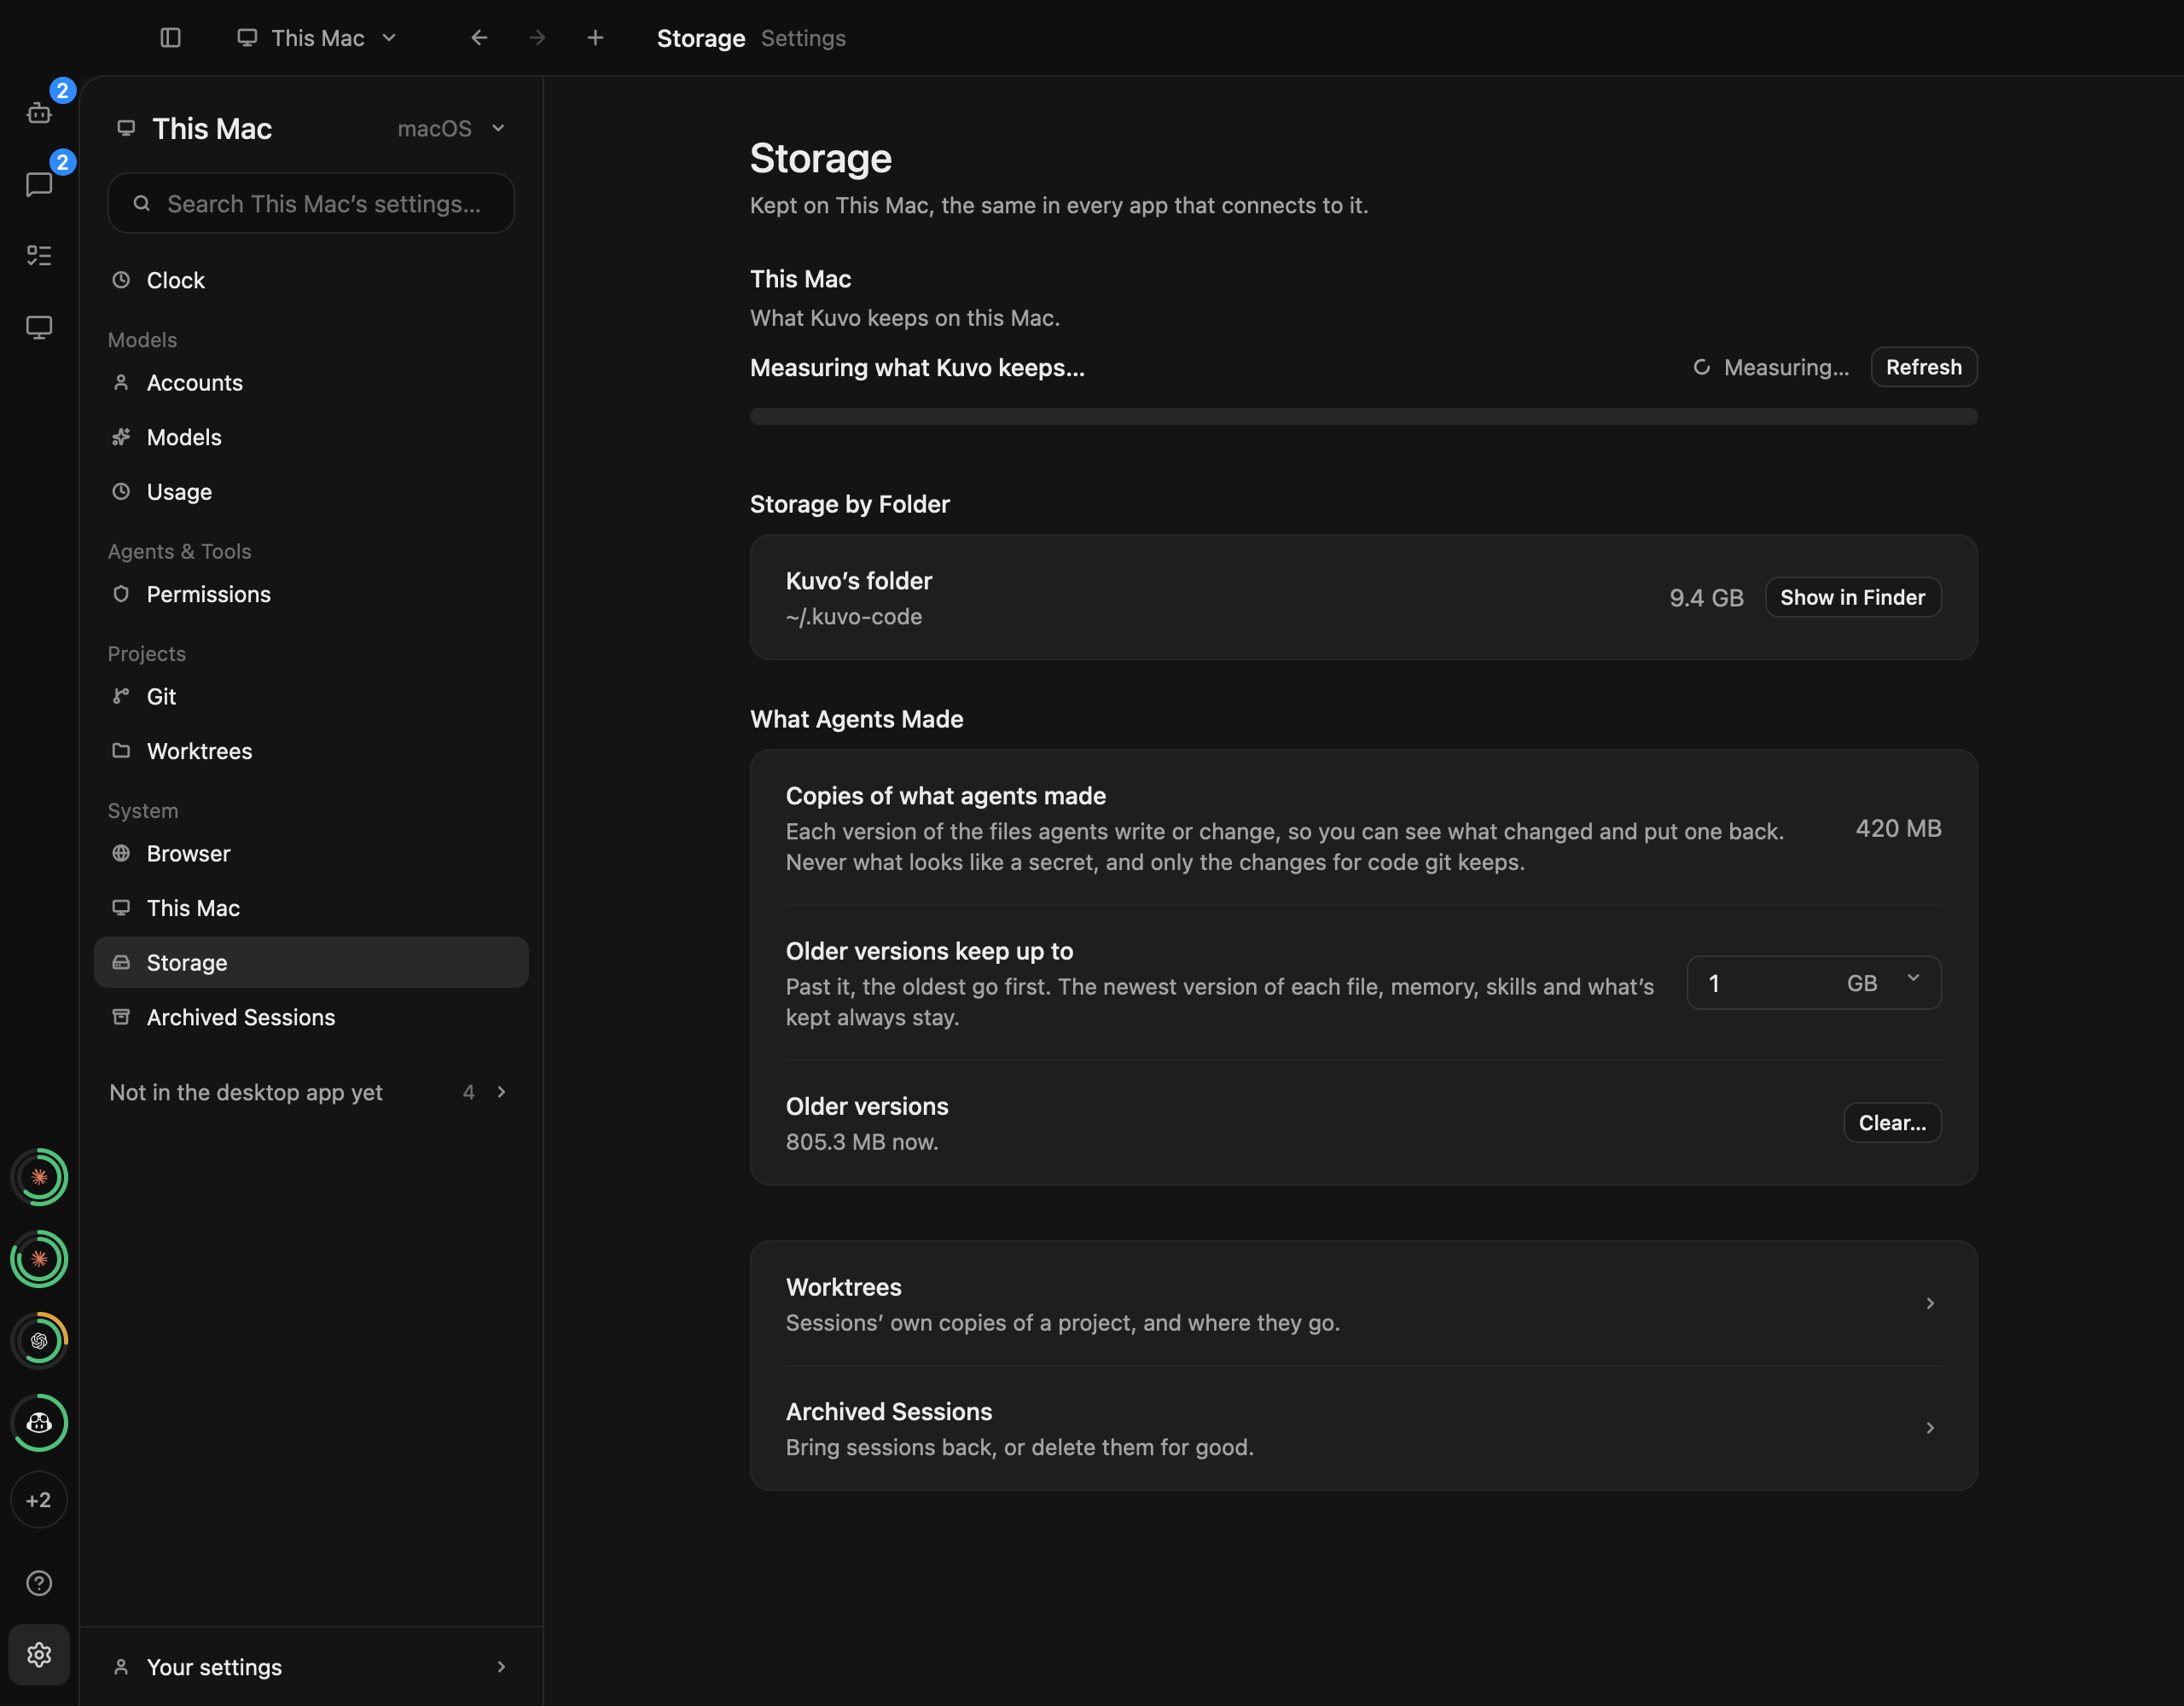 This Mac
Storage Settings
2
2
This Mac
macOS
Search This Mac’s settings...
Clock
Models
Accounts
Models
Usage
Agents & Tools
Permissions
Projects
Git
Worktrees
System
Browser
This Mac
Storage
Archived Sessions
Not in the desktop app yet
4
+2
Your settings
Storage
Kept on This Mac, the same in every app that connects to it.
This Mac
What Kuvo keeps on this Mac.
Measuring what Kuvo keeps...
Measuring...
Refresh
Storage by Folder
Kuvo’s folder
~/.kuvo-code
9.4 GB
Show in Finder
What Agents Made
Copies of what agents made
Each version of the files agents write or change, so you can see what changed and put one back.
Never what looks like a secret, and only the changes for code git keeps.
420 MB
Older versions keep up to
Past it, the oldest go first. The newest version of each file, memory, skills and what’s
kept always stay.
1 GB
Older versions
805.3 MB now.
Clear...
Worktrees
Sessions’ own copies of a project, and where they go.
Archived Sessions
Bring sessions back, or delete them for good.